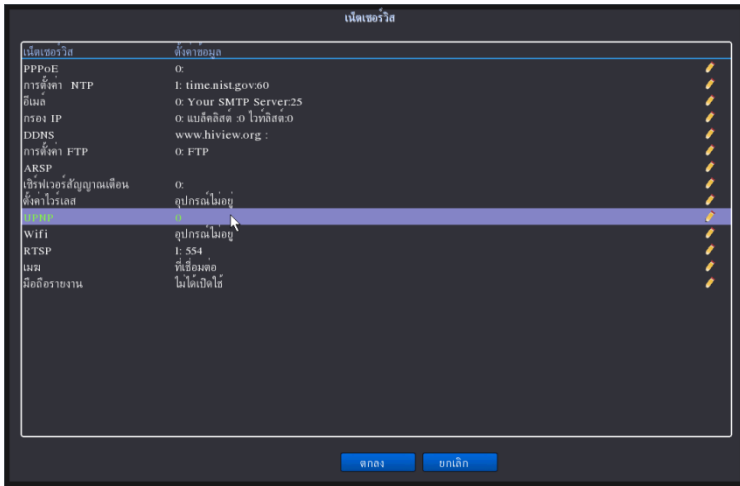 เน็ตเซอร์วิส
เน็ตเซอร์วิส ตั้งค่าข้อมูล
PPPoE 0:
การตั้งค่า NTP 1: time.nist.gov:60
อีเมล์ 0: Your SMTP Server:25
กรอง IP 0: แบล็คลิสต์ :0 ไวท์ลิสต์:0
DDNS www.hiview.org :
การตั้งค่า FTP 0: FTP
ARSP
เซิร์ฟเวอร์สัญญาณเตือน 0:
ตั้งค่าไวร์เลส อุปกรณ์ไม่อยู่
UPNP 0
Wifi อุปกรณ์ไม่อยู่
RTSP 1: 554
เมฆ ที่เชื่อมต่อ
มือถือรายงาน ไม่ได้เปิดใช้
ตกลง ยกเลิก